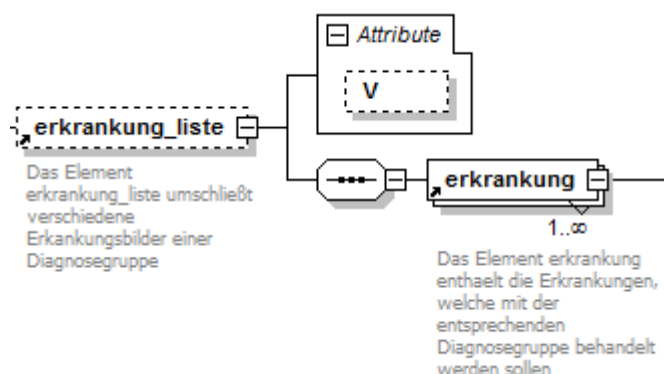 Attribute
V
erkrankung_liste
Das Element
erkrankung_liste umschließt
verschiedene
Erkankungsbilder einer
Diagnosegruppe
erkrankung
1..∞
Das Element erkrankung
enthaelt die Erkrankungen,
welche mit der
entsprechenden
Diagnosegruppe behandelt
werden sollen